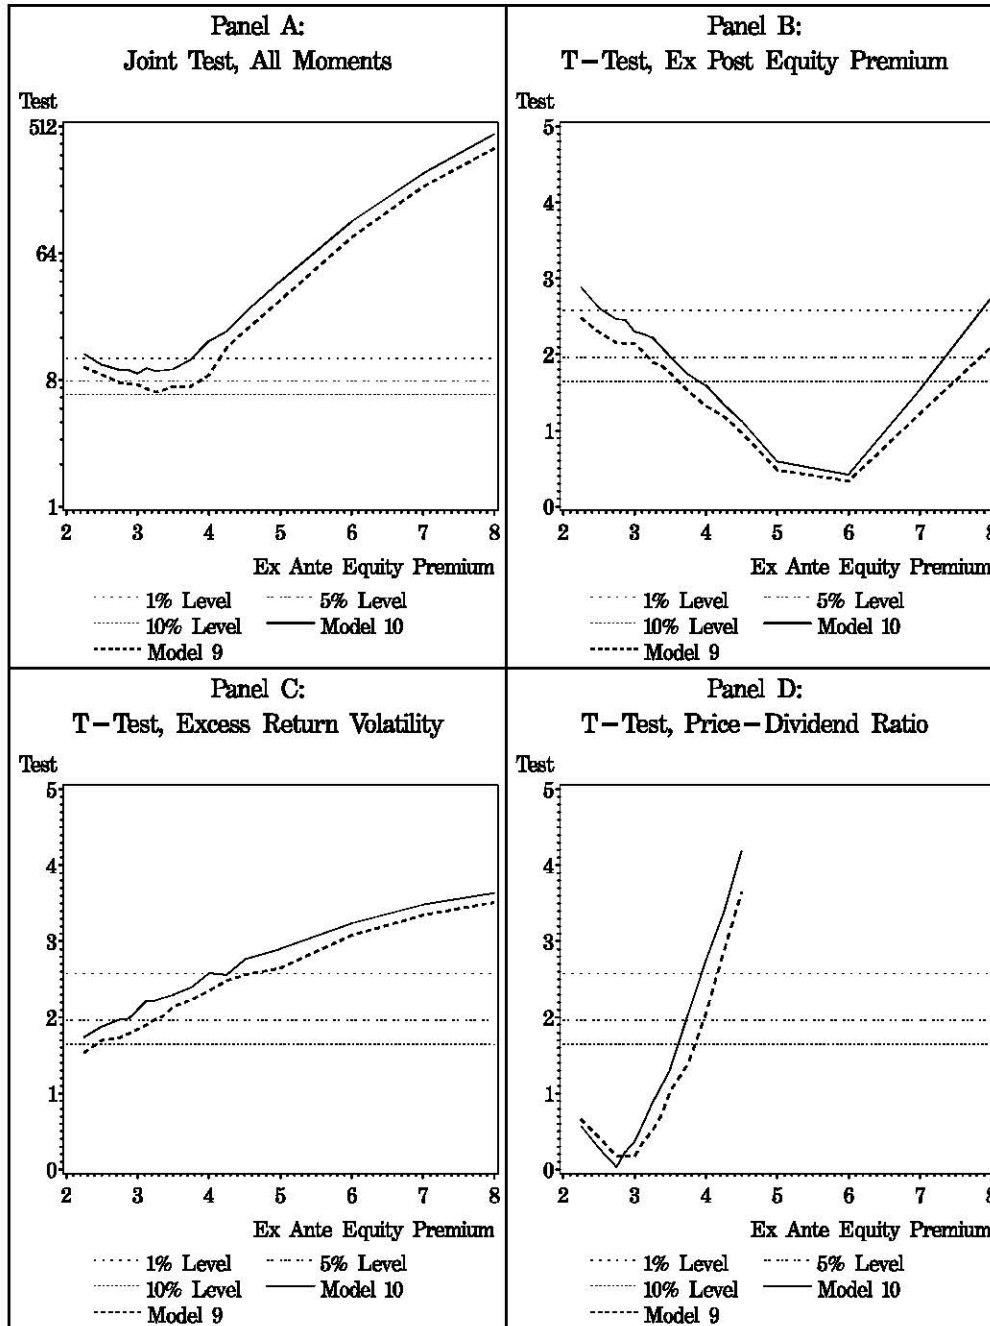 Panel A:
Joint Test, All Moments
Test
512
64
8
1
2 3 4 5 6 7 8
Ex Ante Equity Premium
1% Level 5% Level
10% Level Model 10
Model 9
Panel B:
T-Test, Ex Post Equity Premium
Test
5
4
3
2
1
0
2 3 4 5 6 7 8
Ex Ante Equity Premium
1% Level 5% Level
10% Level Model 10
Model 9
Panel C:
T-Test, Excess Return Volatility
Test
5
4
3
2
1
0
2 3 4 5 6 7 8
Ex Ante Equity Premium
1% Level 5% Level
10% Level Model 10
Model 9
Panel D:
T-Test, Price-Dividend Ratio
Test
5
4
3
2
1
0
2 3 4 5 6 7 8
Ex Ante Equity Premium
1% Level 5% Level
10% Level Model 10
Model 9